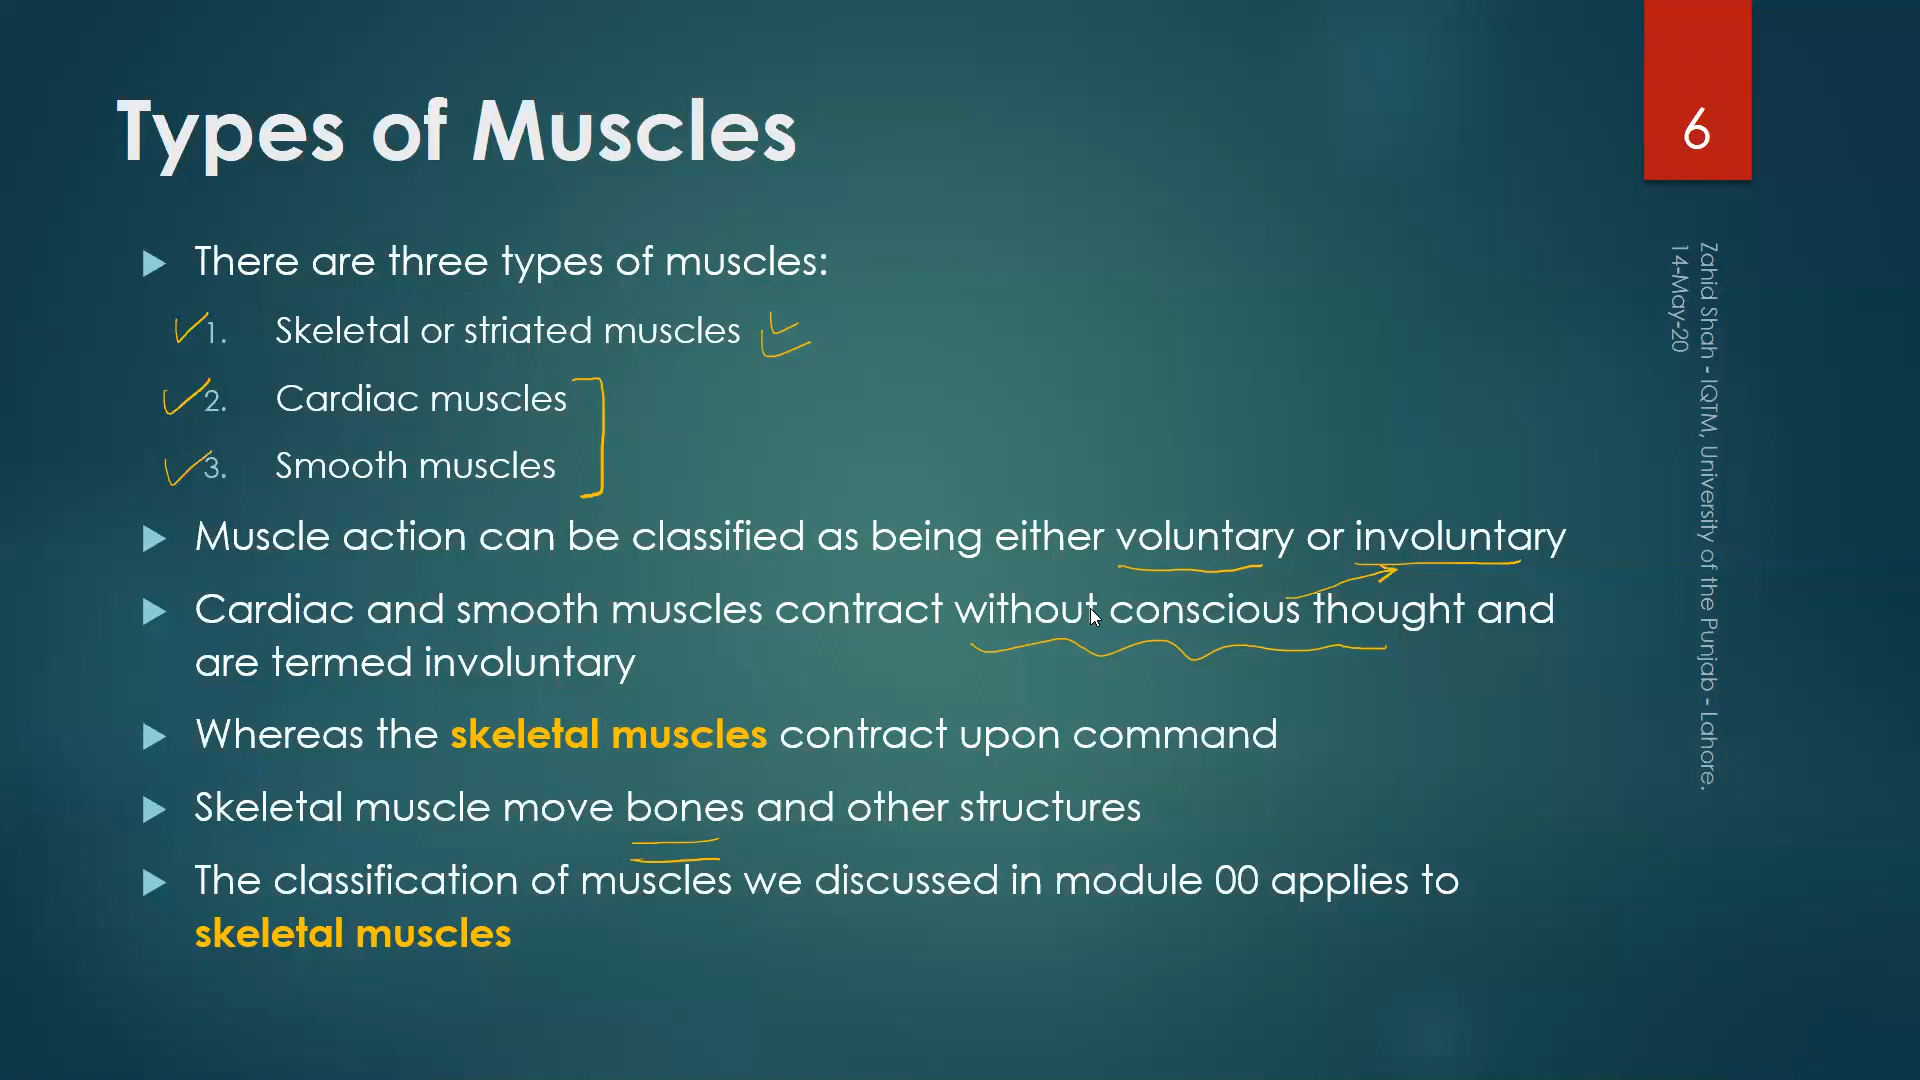 Types of Muscles
6
There are three types of muscles:
1. Skeletal or striated muscles
2. Cardiac muscles
3. Smooth muscles
Muscle action can be classified as being either voluntary or involuntary
Cardiac and smooth muscles contract without conscious thought and
are termed involuntary
Whereas the skeletal muscles contract upon command
Skeletal muscle move bones and other structures
The classification of muscles we discussed in module 00 applies to
skeletal muscles
Zahid Shah - IQTM, University of the Punjab - Lahore.
14-May-20